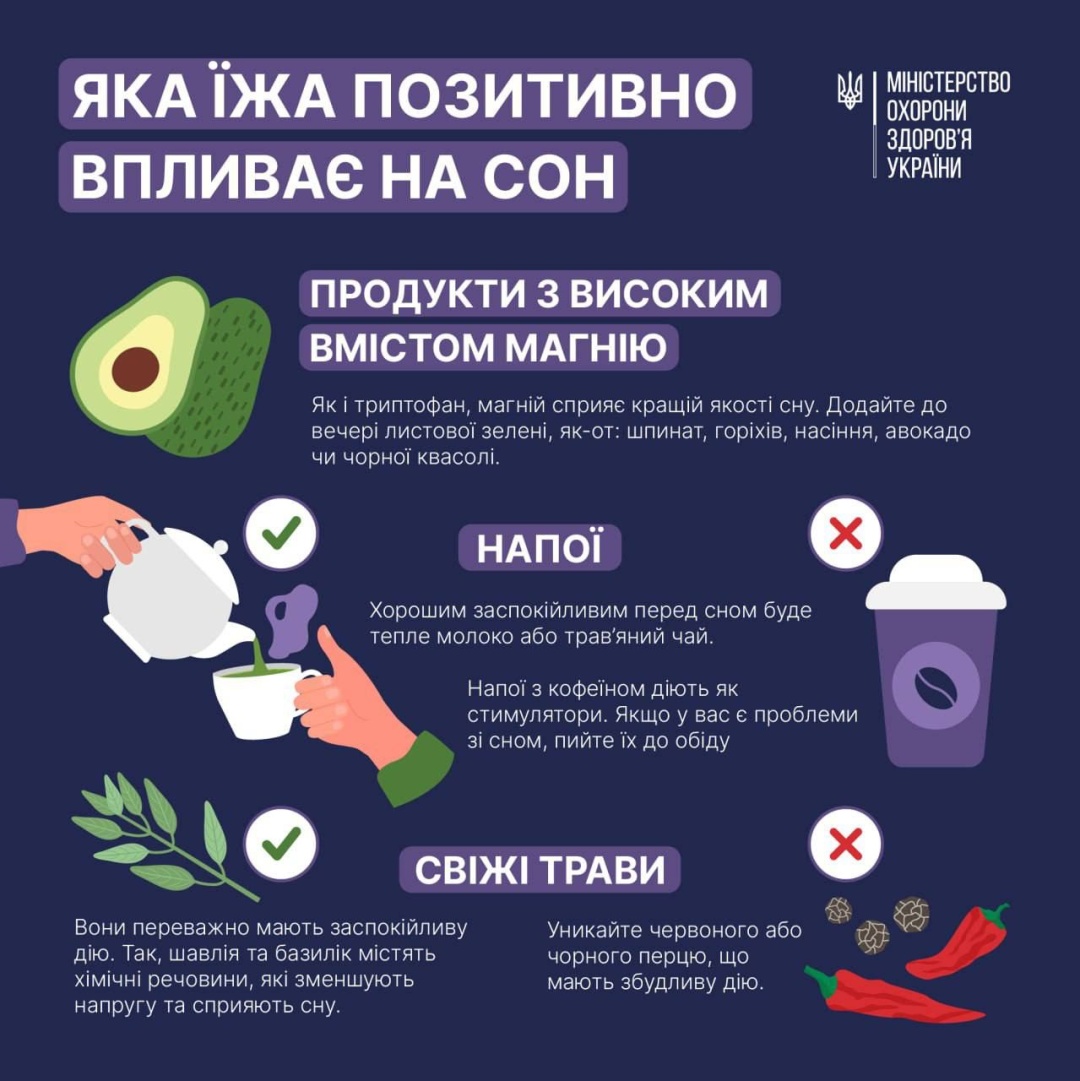 ЯКА ЇЖА ПОЗИТИВНО
ВПЛИВАЄ НА СОН
МІНІСТЕРСТВО
ОХОРОНИ
ЗДОРОВ'Я
УКРАЇНИ
ПРОДУКТИ З ВИСОКИМ
ВМІСТОМ МАГНІЮ
Як і триптофан, магній сприяє кращій якості сну. Додайте до
вечері листової зелені, як-от: шпинат, горіхів, насіння, авокадо
чи чорної квасолі.
НАПОЇ
Хорошим заспокійливим перед сном буде
тепле молоко або трав'яний чай.
Напої з кофеїном діють як
стимулятори. Якщо у вас є проблеми
зі сном, пийте їх до обіду
СВІЖІ ТРАВИ
Вони переважно мають заспокійливу
дію. Так, шавлія та базилік містять
хімічні речовини, які зменшують
напругу та сприяють сну.
Уникайте червоного або
чорного перцю, що
мають збудливу дію.